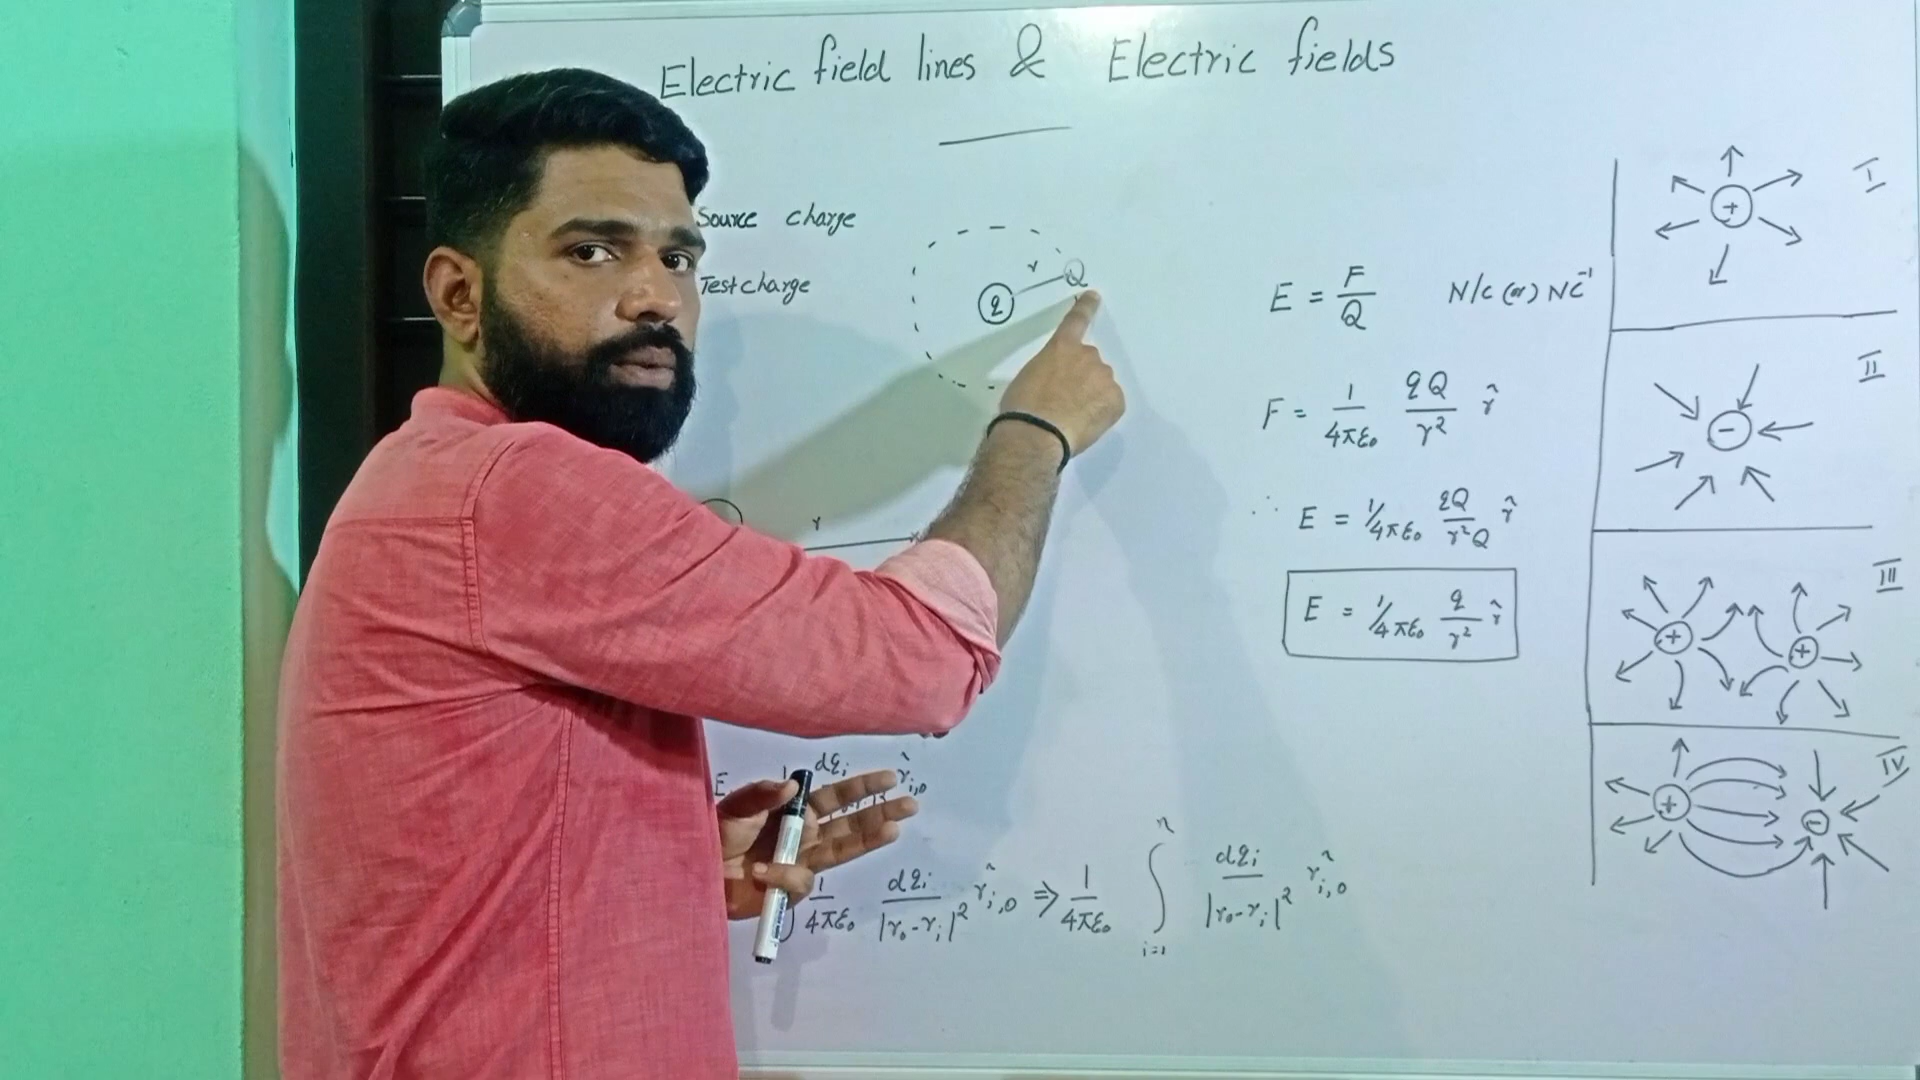 Electric field lines & Electric fields
Source charge
Test charge
q r Q
r
E = F/Q N/C (or) NC⁻¹
F = 1/4πε₀ qQ/r² r̂
∴ E = 1/4πε₀ qQ/r²Q r̂
E = 1/4πε₀ q/r² r̂
E dqᵢ r̂ᵢ,₀
1/4πε₀ dqᵢ/|r₀-rᵢ|² r̂ᵢ,₀ ⇒ 1/4πε₀ ∫ᵢ₌₁ⁿ dqᵢ/|r₀-rᵢ|² r̂ᵢ,₀
+ I
- II
+ + III
+ - IV